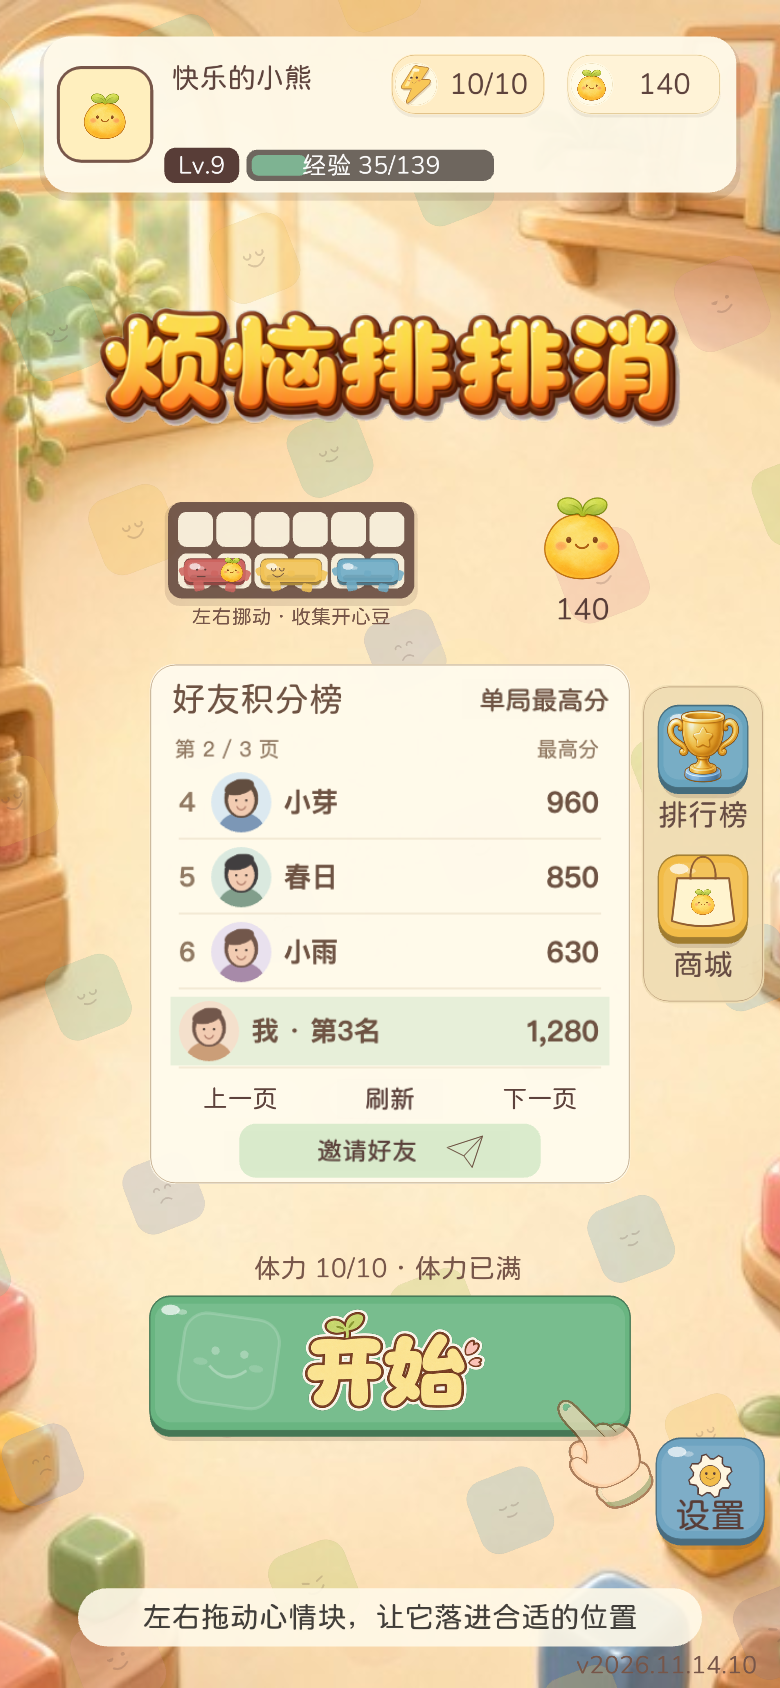 快乐的小熊
10/10
140
Lv.9
经验 35/139
烦恼排排消
左右挪动 · 收集开心豆
140
好友积分榜
单局最高分
第 2 / 3 页
最高分
4 小芽 960
5 春日 850
6 小雨 630
我 · 第3名 1,280
上一页 刷新 下一页
邀请好友
排行榜
商城
体力 10/10 · 体力已满
开始
设置
左右拖动心情块，让它落进合适的位置
v2026.11.14.10